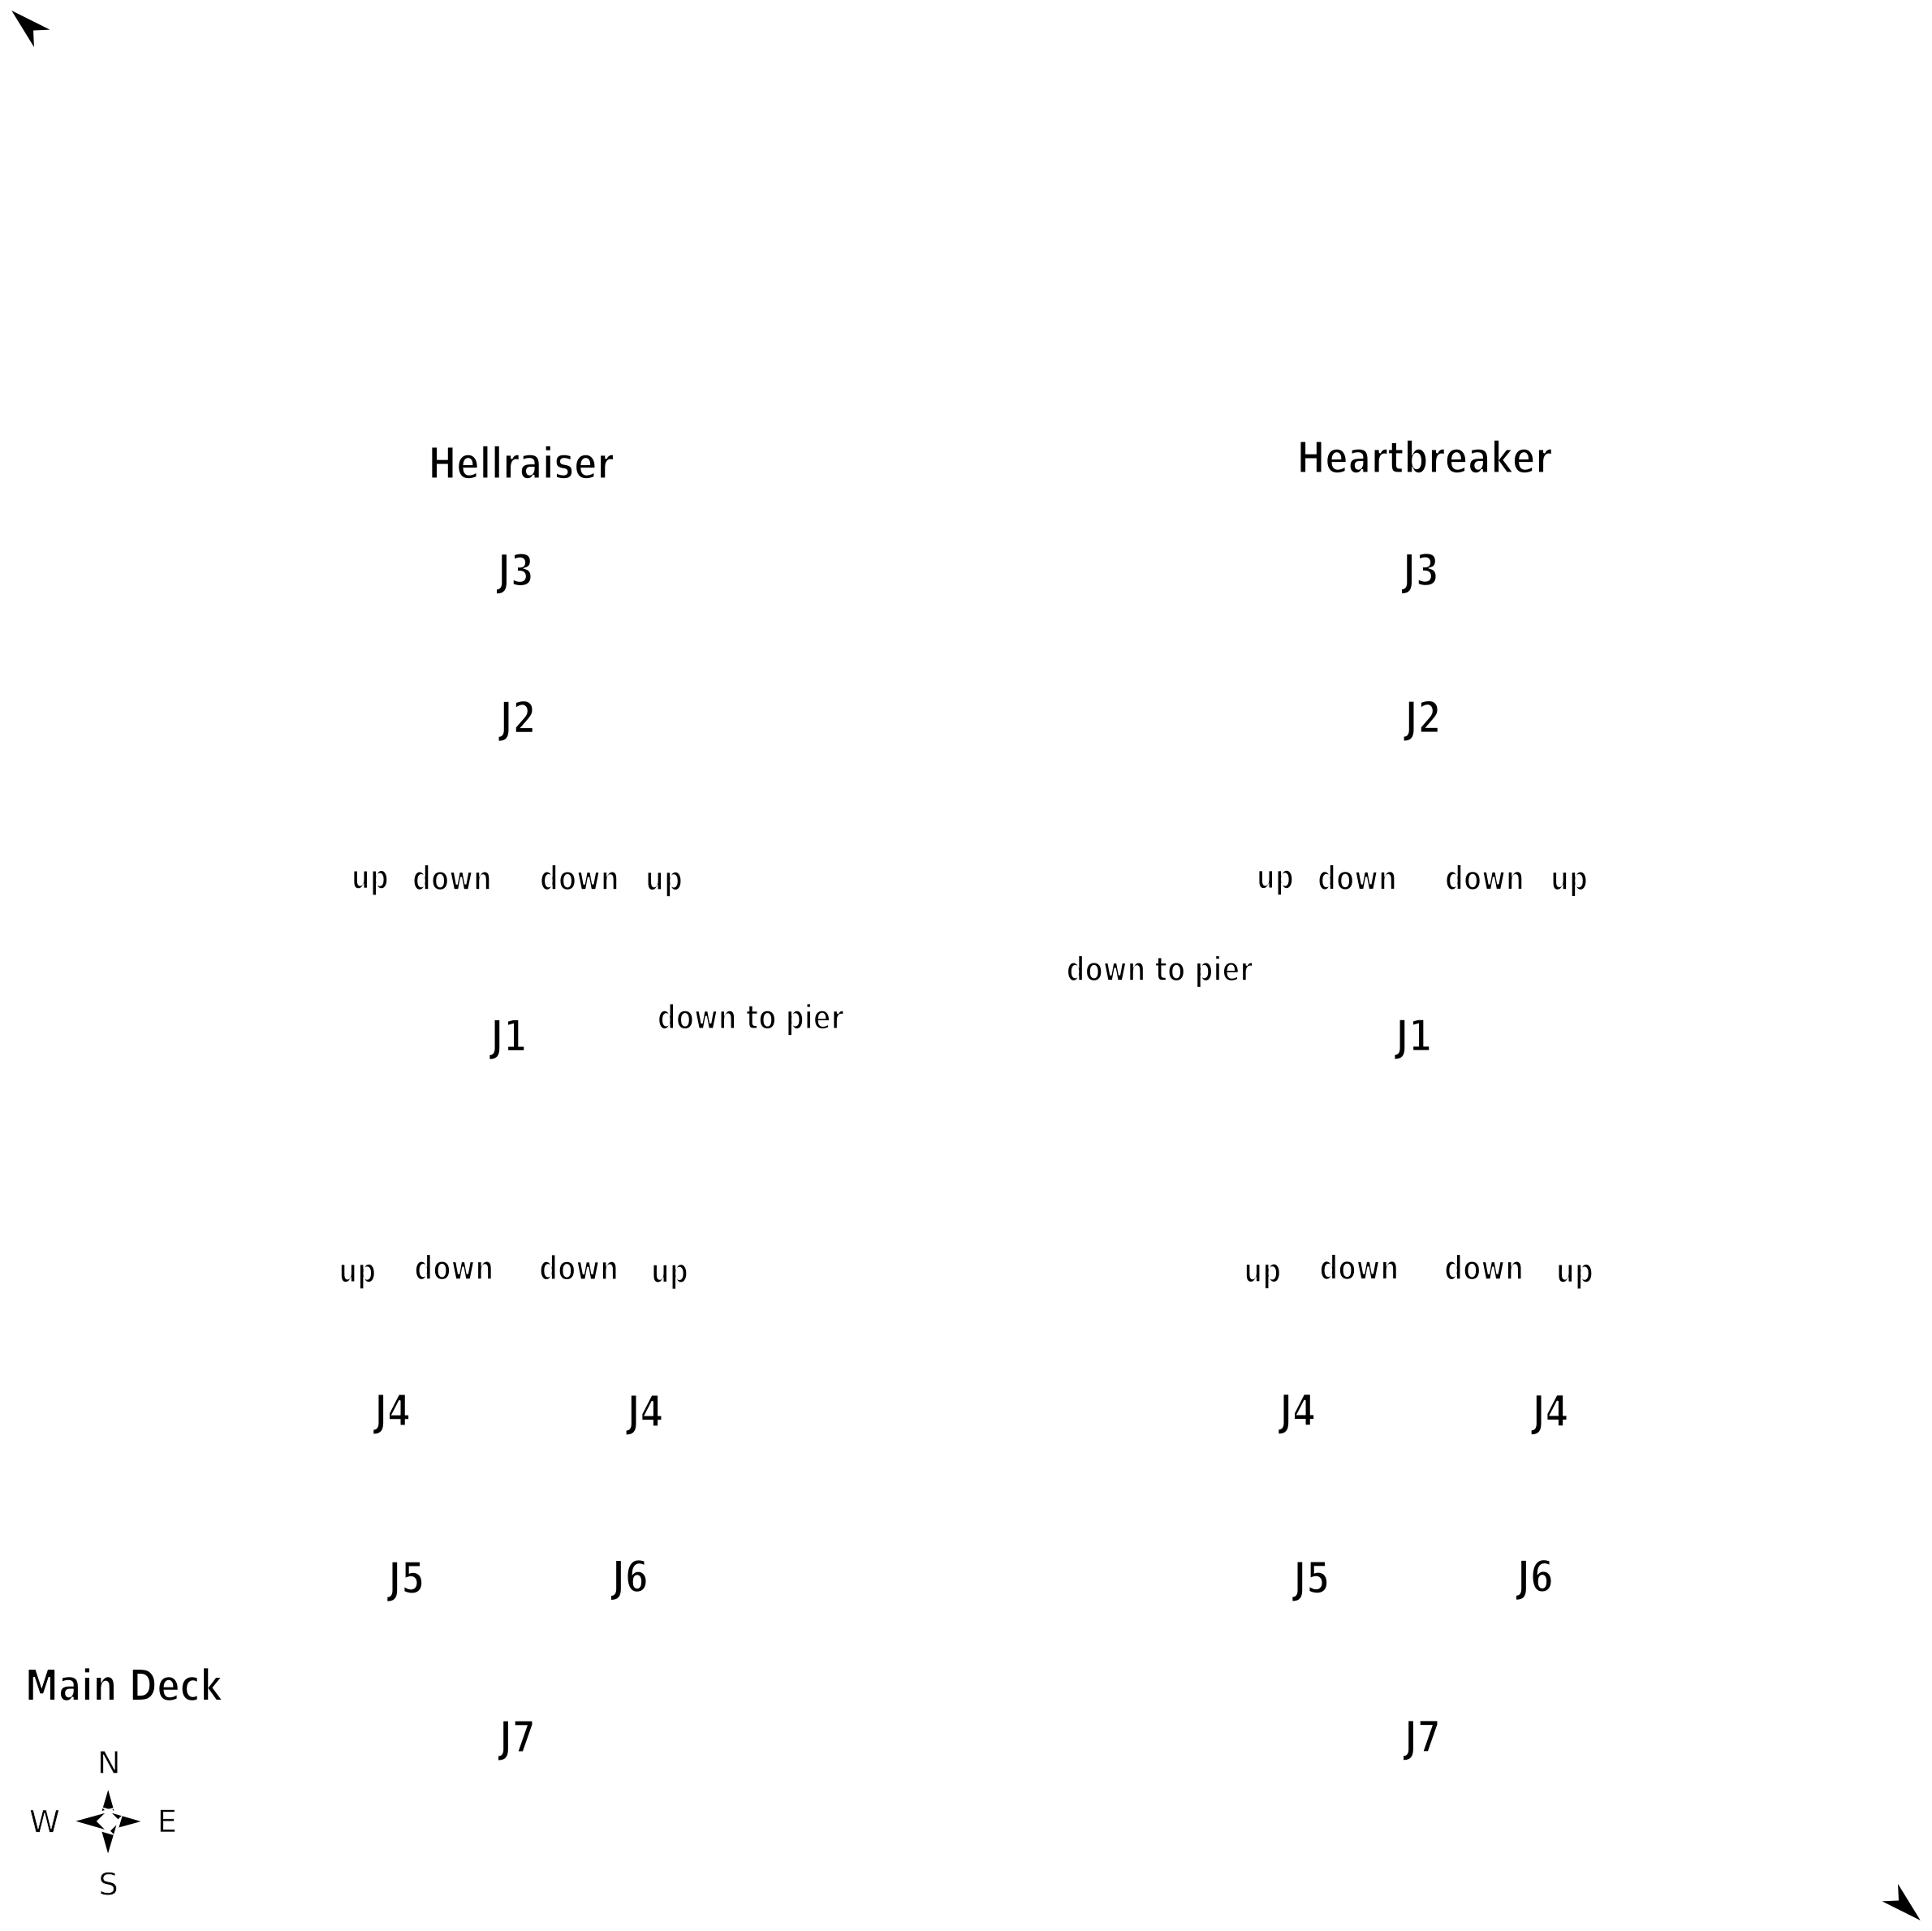 Hellraiser Heartbreaker
J3 J3
J2 J2
up down down up up down down up
down to pier
down to pier
J1 J1
up down down up up down down up
J4 J4 J4 J4
J5 J6 J5 J6
Main Deck
J7 J7
N
W E
S